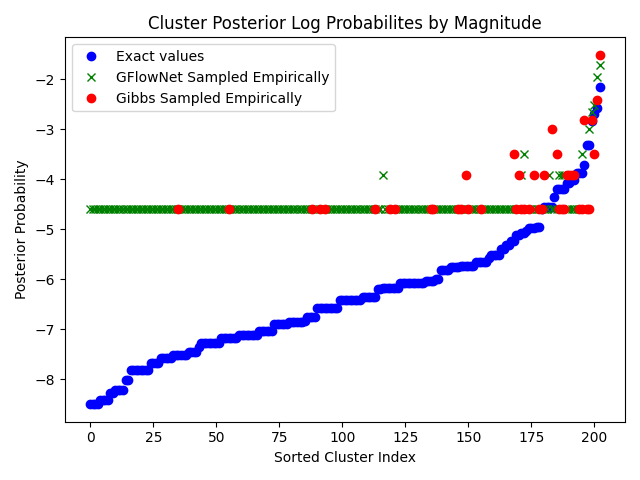 Cluster Posterior Log Probabilites by Magnitude
Exact values
GFlowNet Sampled Empirically
Gibbs Sampled Empirically
Posterior Probability
−2
−3
−4
−5
−6
−7
−8
0 25 50 75 100 125 150 175 200
Sorted Cluster Index